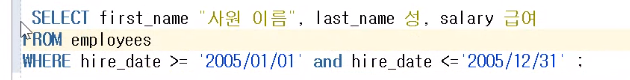 SELECT first_name "사원 이름", last_name 성, salary 급여
FROM employees
WHERE hire_date >= '2005/01/01' and hire_date <='2005/12/31' ;